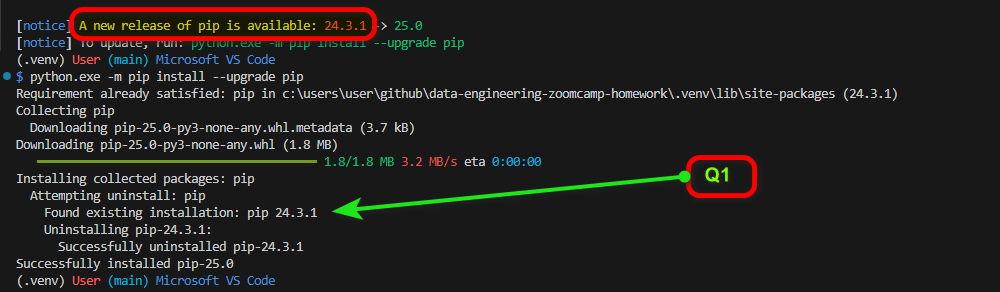 [notice] A new release of pip is available: 24.3.1 -> 25.0
[notice] To update, run: python.exe -m pip install --upgrade pip
(.venv) User (main) Microsoft VS Code
$ python.exe -m pip install --upgrade pip
Requirement already satisfied: pip in c:\users\user\github\data-engineering-zoomcamp-homework\.venv\lib\site-packages (24.3.1)
Collecting pip
Downloading pip-25.0-py3-none-any.whl.metadata (3.7 kB)
Downloading pip-25.0-py3-none-any.whl (1.8 MB)
1.8/1.8 MB 3.2 MB/s eta 0:00:00
Installing collected packages: pip
Q1
Attempting uninstall: pip
Found existing installation: pip 24.3.1
Uninstalling pip-24.3.1:
Successfully uninstalled pip-24.3.1
Successfully installed pip-25.0
(.venv) User (main) Microsoft VS Code